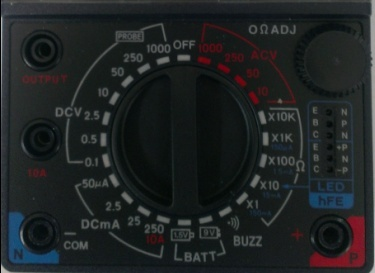 PROBE
1000 OFF 1000
250
50
10
2.5
0.5
0.1
DCV
250
50
10
ACV
0ΩADJ
OUTPUT
10A
50μA
2.5
25
250
10A
DCmA
X10K
X1K
X100
X10
X1
Ω
1.5V
9V
BATT
BUZZ
E N
B P
C N
E +P
B N
C -P
LED
hFE
N
−
COM
+
P